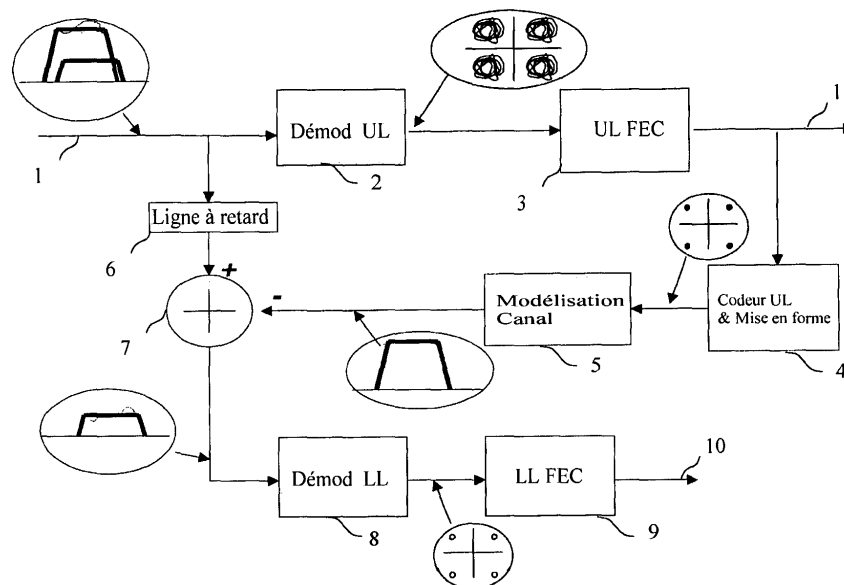 Démod UL
UL FEC
1
1
2
3
Ligne à retard
6
+
-
7
Modélisation
Canal
5
Codeur UL
& Mise en forme
4
Démod LL
8
LL FEC
9
10